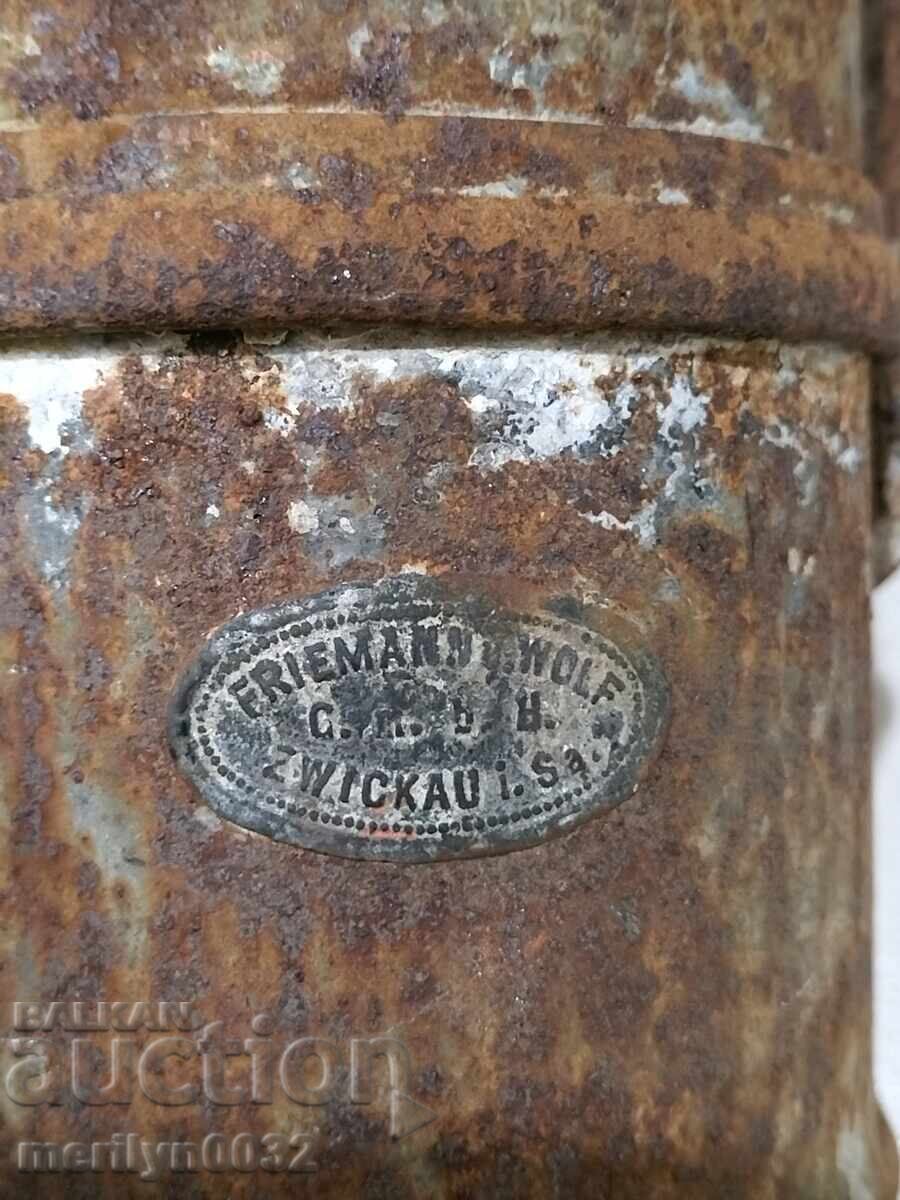 FRIEMANN & WOLF
G. m. b H.
ZWICKAU i. Sa.
BALKAN
auction
merilyn0032